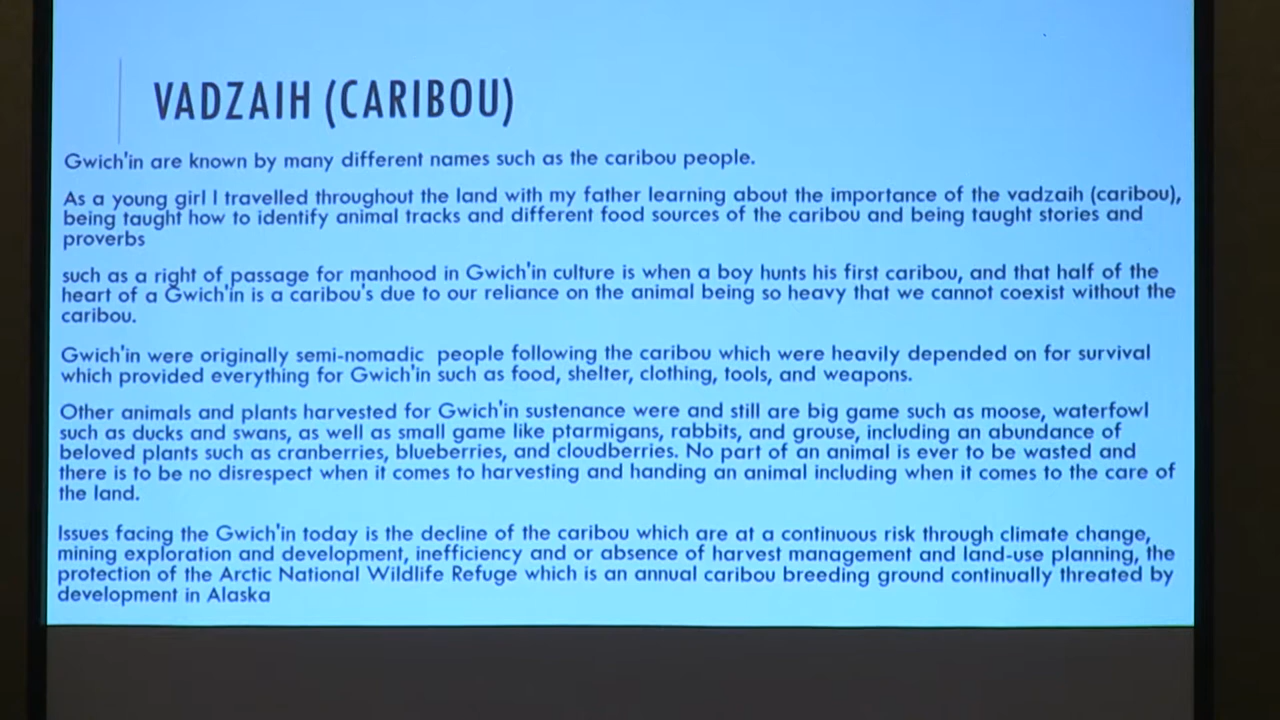 VADZAIH (CARIBOU)
Gwich'in are known by many different names such as the caribou people.
As a young girl I travelled throughout the land with my father learning about the importance of the vadzaih (caribou),
being taught how to identify animal tracks and different food sources of the caribou and being taught stories and
proverbs
such as a right of passage for manhood in Gwich'in culture is when a boy hunts his first caribou, and that half of the
heart of a Gwich'in is a caribou's due to our reliance on the animal being so heavy that we cannot coexist without the
caribou.
Gwich'in were originally semi-nomadic people following the caribou which were heavily depended on for survival
which provided everything for Gwich'in such as food, shelter, clothing, tools, and weapons.
Other animals and plants harvested for Gwich'in sustenance were and still are big game such as moose, waterfowl
such as ducks and swans, as well as small game like ptarmigans, rabbits, and grouse, including an abundance of
beloved plants such as cranberries, blueberries, and cloudberries. No part of an animal is ever to be wasted and
there is to be no disrespect when it comes to harvesting and handing an animal including when it comes to the care of
the land.
Issues facing the Gwich'in today is the decline of the caribou which are at a continuous risk through climate change,
mining exploration and development, inefficiency and or absence of harvest management and land-use planning, the
protection of the Arctic National Wildlife Refuge which is an annual caribou breeding ground continually threated by
development in Alaska